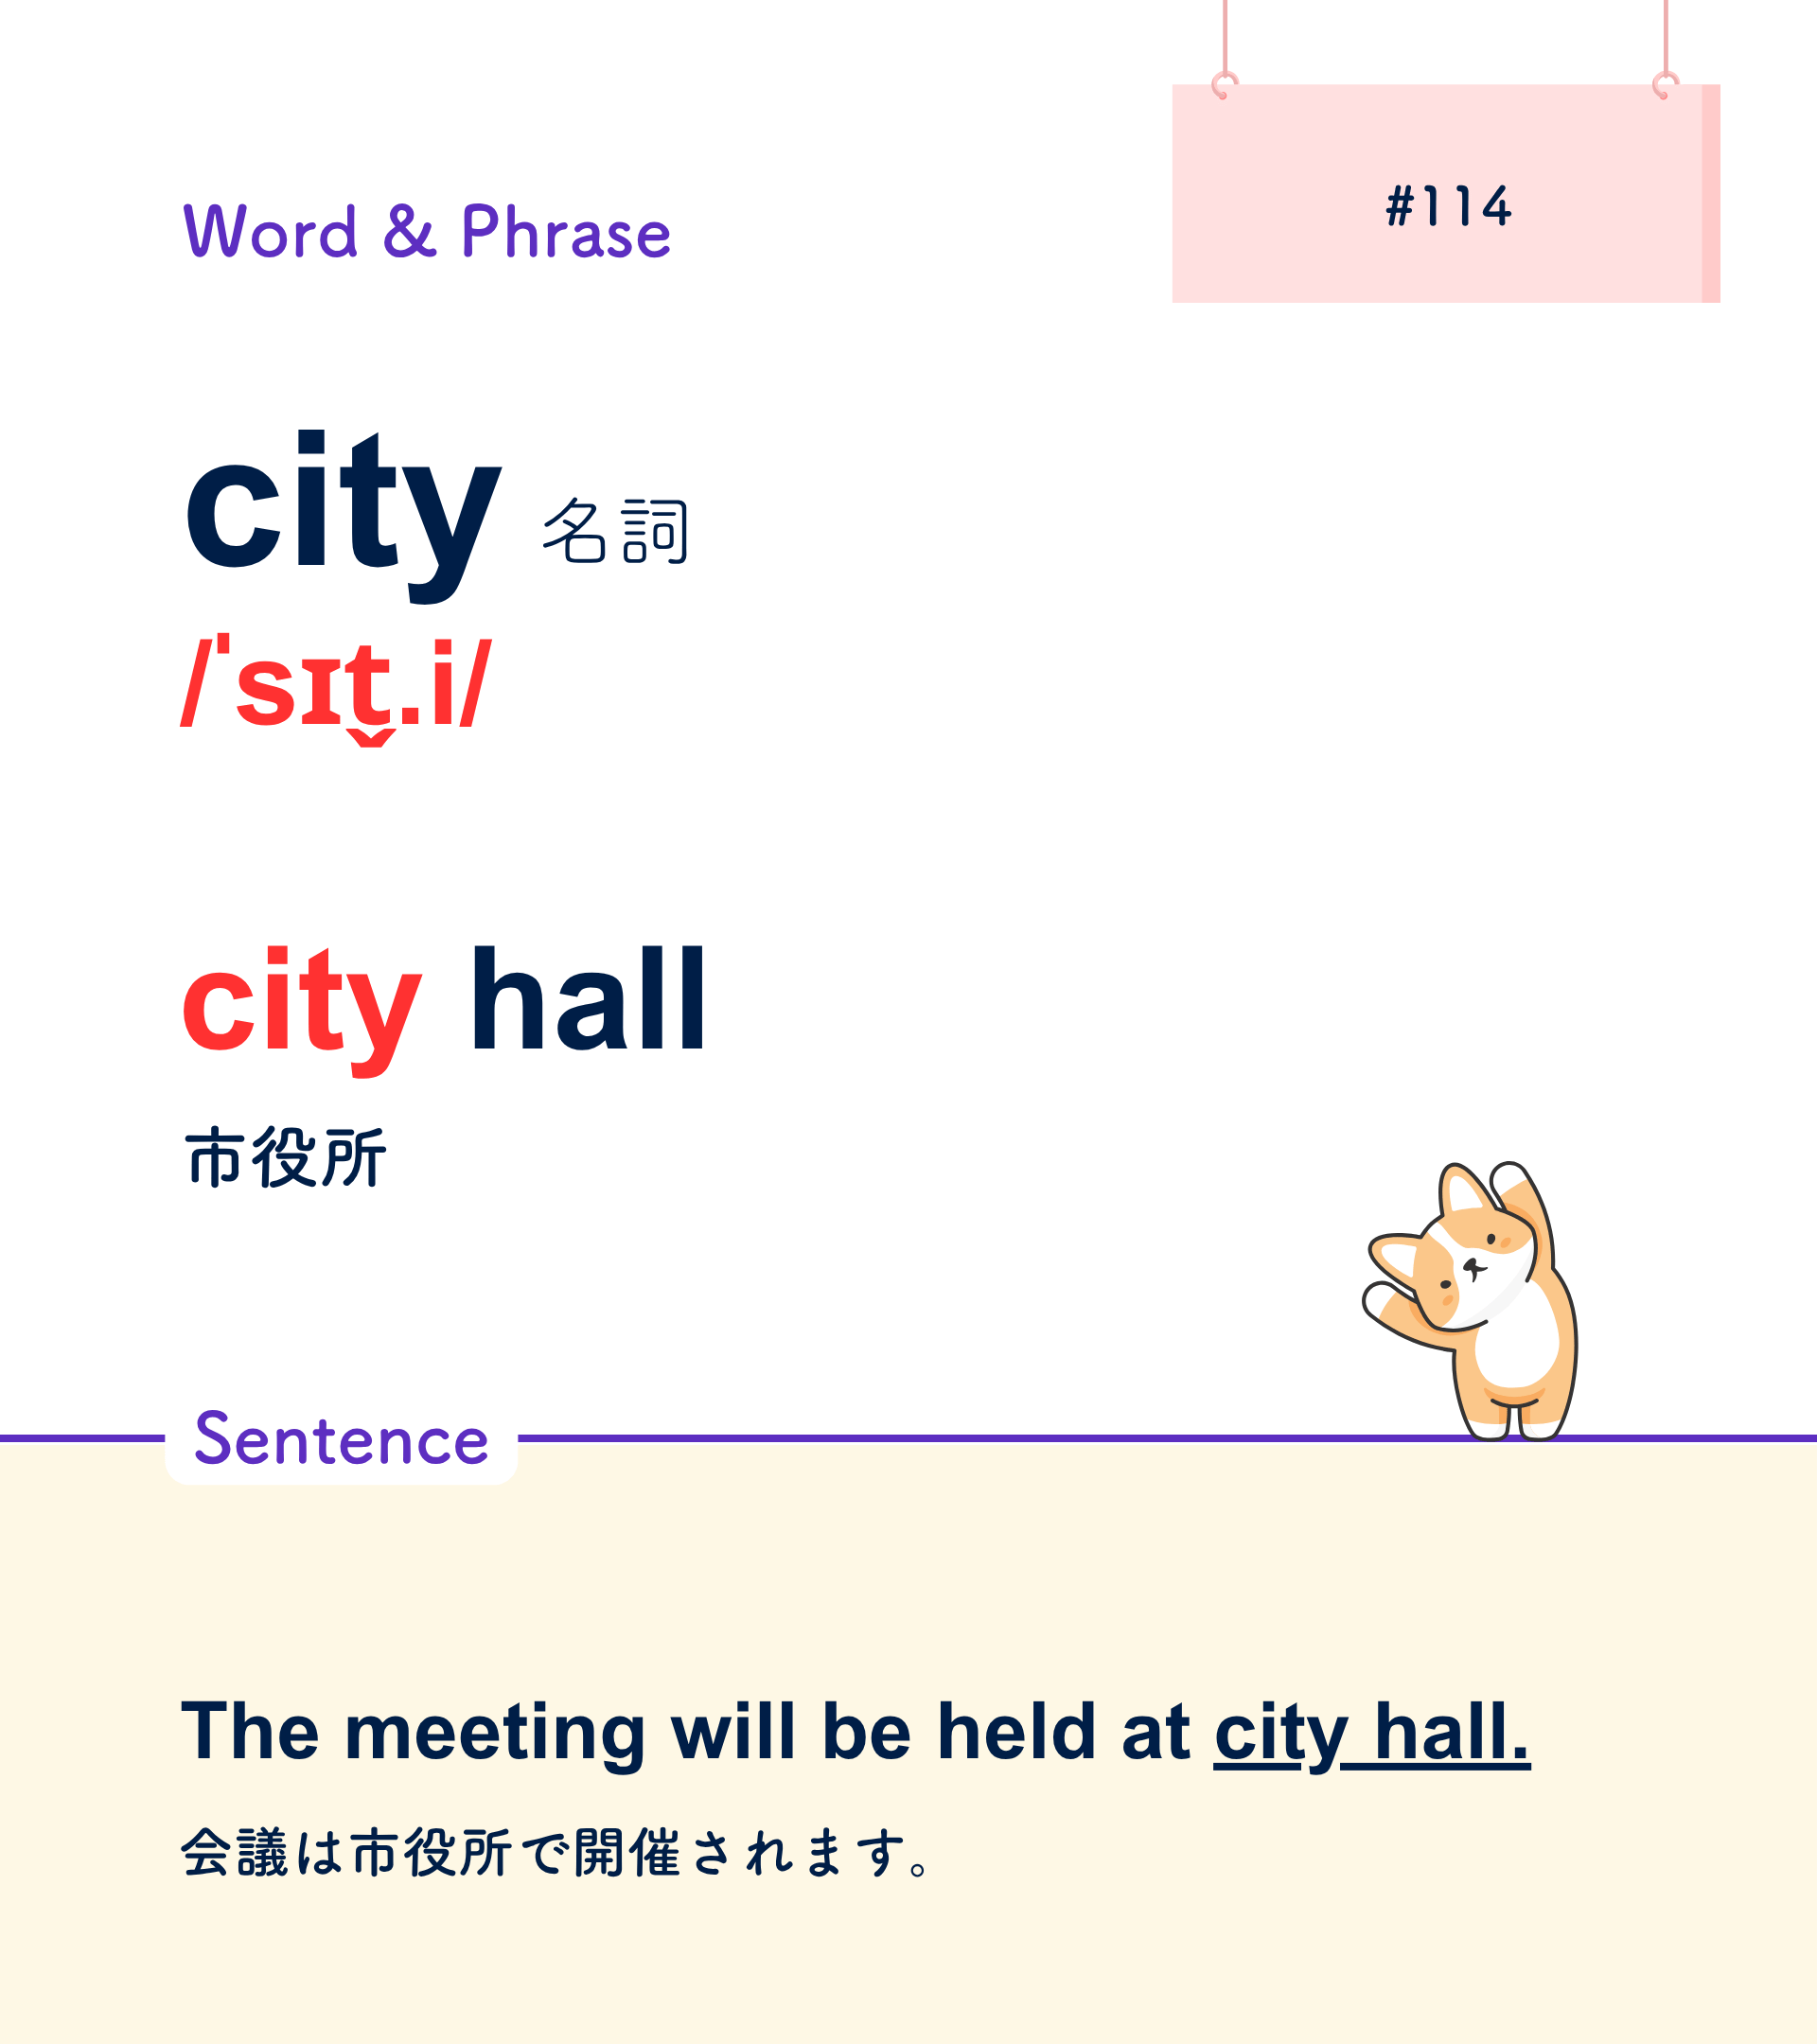 #114
Word & Phrase
city 名詞
/ˈsɪt̬.i/
city hall
市役所
Sentence
The meeting will be held at city hall.
会議は市役所で開催されます。